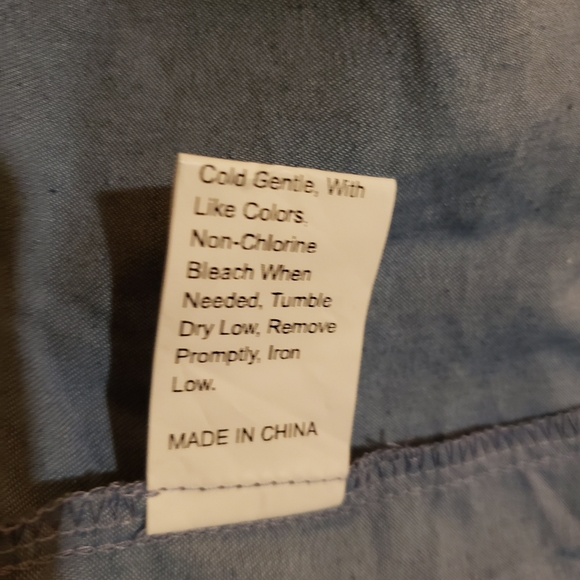 Cold Gentle, With
Like Colors,
Non-Chlorine
Bleach When
Needed, Tumble
Dry Low, Remove
Promptly, Iron
Low.
MADE IN CHINA